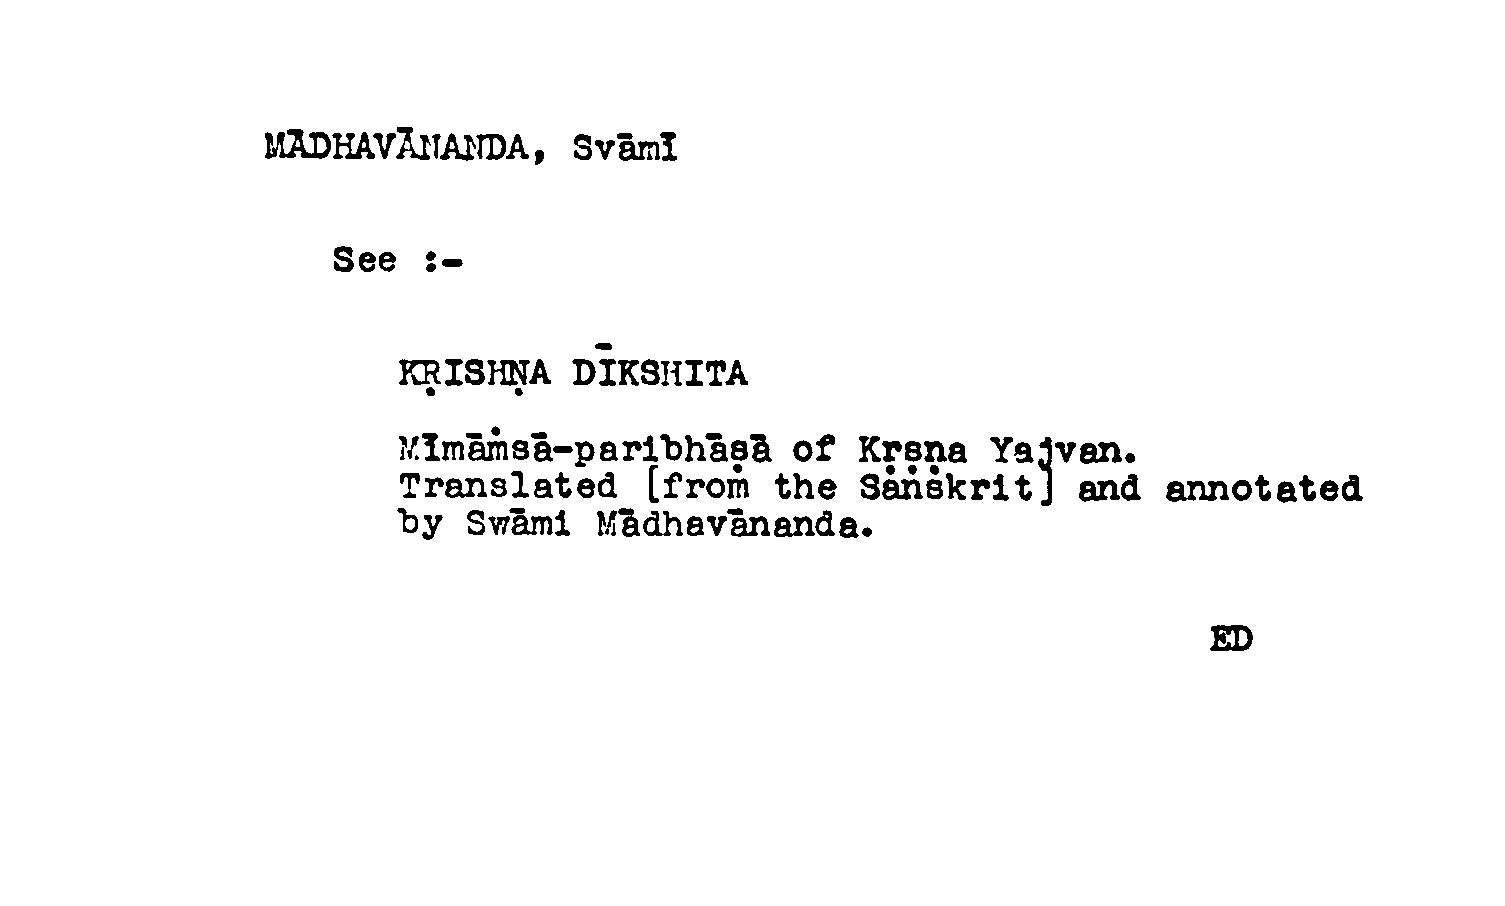 MĀDHAVĀNANDA, Svāmī
See :-
KṚISHṆA DĪKSHITA
Mīmāṁsā-paribhāṣā of Kṛṣṇa Yajvan.
Translated [from the Sanskrit] and annotated
by Swāmi Mādhavānanda.
ED